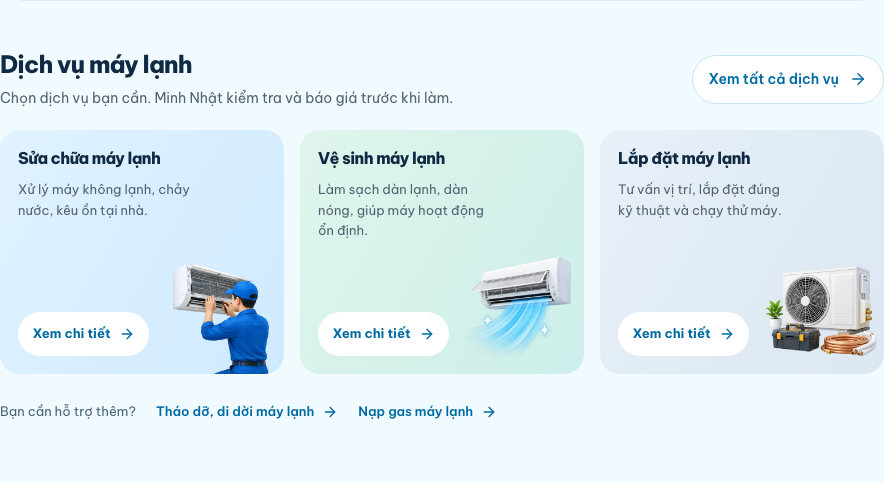 Dịch vụ máy lạnh
Chọn dịch vụ bạn cần. Minh Nhật kiểm tra và báo giá trước khi làm.
Xem tất cả dịch vụ
Sửa chữa máy lạnh
Xử lý máy không lạnh, chảy
nước, kêu ồn tại nhà.
Xem chi tiết
Vệ sinh máy lạnh
Làm sạch dàn lạnh, dàn
nóng, giúp máy hoạt động
ổn định.
Xem chi tiết
Lắp đặt máy lạnh
Tư vấn vị trí, lắp đặt đúng
kỹ thuật và chạy thử máy.
Xem chi tiết
Bạn cần hỗ trợ thêm?
Tháo dỡ, di dời máy lạnh
Nạp gas máy lạnh